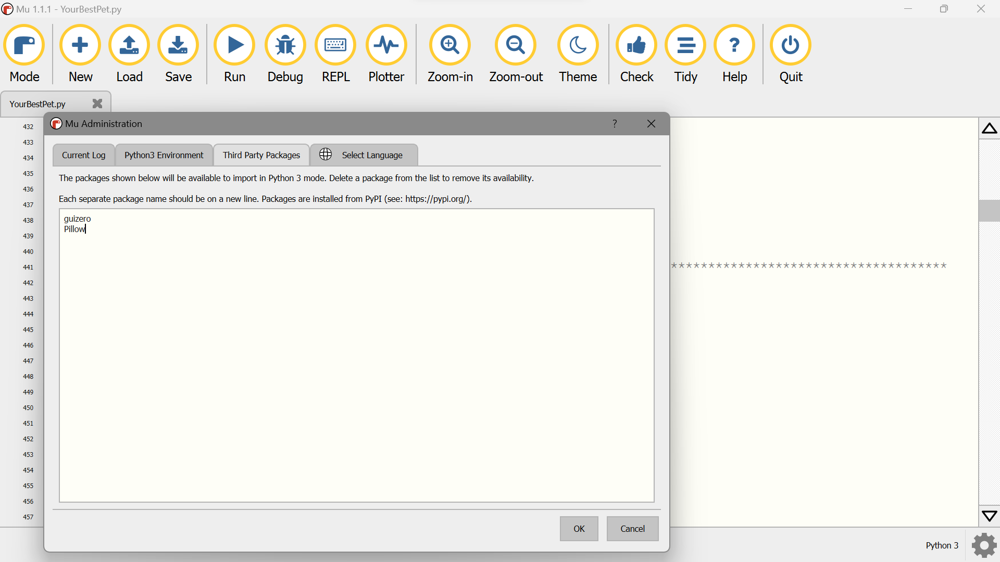 Mu 1.1.1 - YourBestPet.py
Mode New Load Save Run Debug REPL Plotter Zoom-in Zoom-out Theme Check Tidy Help Quit
YourBestPet.py
Mu Administration
Current Log Python3 Environment Third Party Packages Select Language
The packages shown below will be available to import in Python 3 mode. Delete a package from the list to remove its availability.
Each separate package name should be on a new line. Packages are installed from PyPI (see: https://pypi.org/).
guizero
Pillow
432
433
434
435
436
437
438
439
440
441 *************************************
442
443
444
445
446
447
448
449
450
451
452
453
454
455
456
457
OK Cancel
Python 3